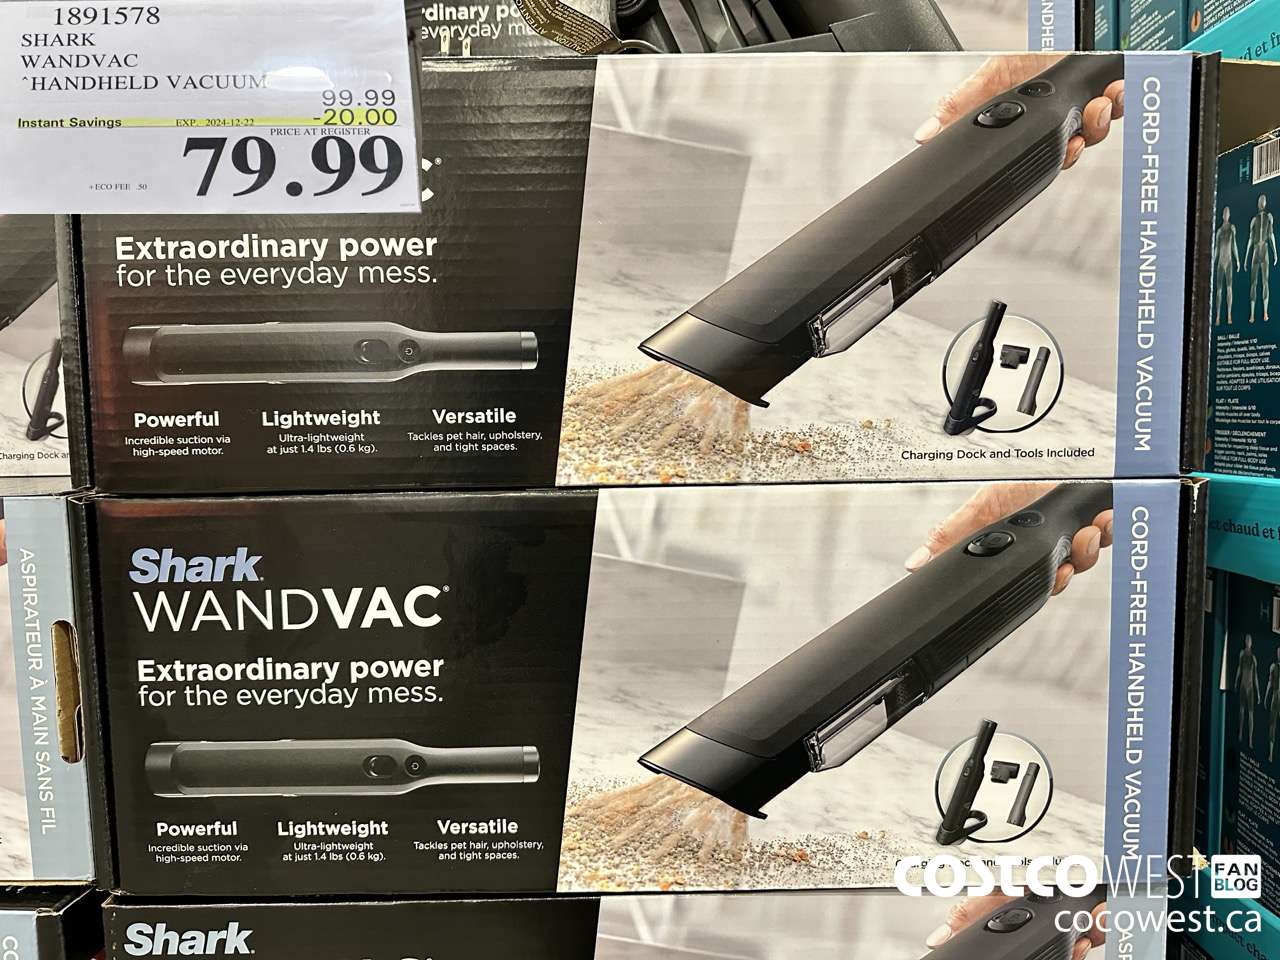 1891578
SHARK
WANDVAC
^HANDHELD VACUUM
99.99
Instant Savings EXP. 2024-12-22 -20.00
PRICE AT REGISTER
79.99
+ECO FEE .50
everyday
Extraordinary power
for the everyday mess.
Powerful
Incredible suction via
high-speed motor.
Lightweight
Ultra-lightweight
at just 1.4 lbs (0.6 kg).
Versatile
Tackles pet hair, upholstery,
and tight spaces.
Charging Dock and Tools Included
CORD-FREE HANDHELD VACUUM
Charging Dock
ASPIRATEUR À MAIN SANS FIL
Shark
WANDVAC®
Extraordinary power
for the everyday mess.
Powerful
Incredible suction via
high-speed motor.
Lightweight
Ultra-lightweight
at just 1.4 lbs (0.6 kg).
Versatile
Tackles pet hair, upholstery,
and tight spaces.
CORD-FREE HANDHELD VACUUM
Shark
chaud et
COSTCO WEST
FAN
BLOG
cocowest.ca